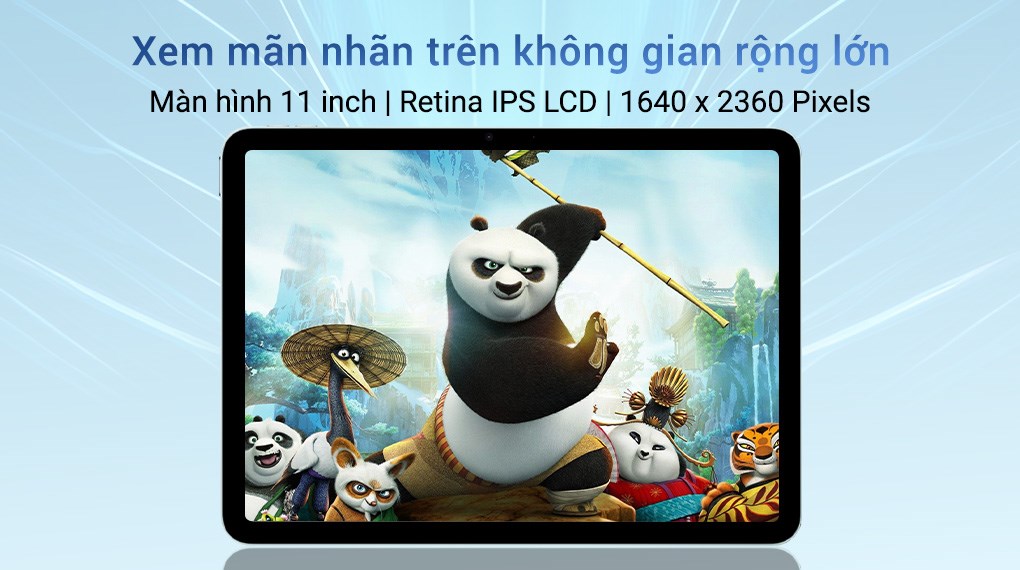 Xem mãn nhãn trên không gian rộng lớn
Màn hình 11 inch | Retina IPS LCD | 1640 x 2360 Pixels